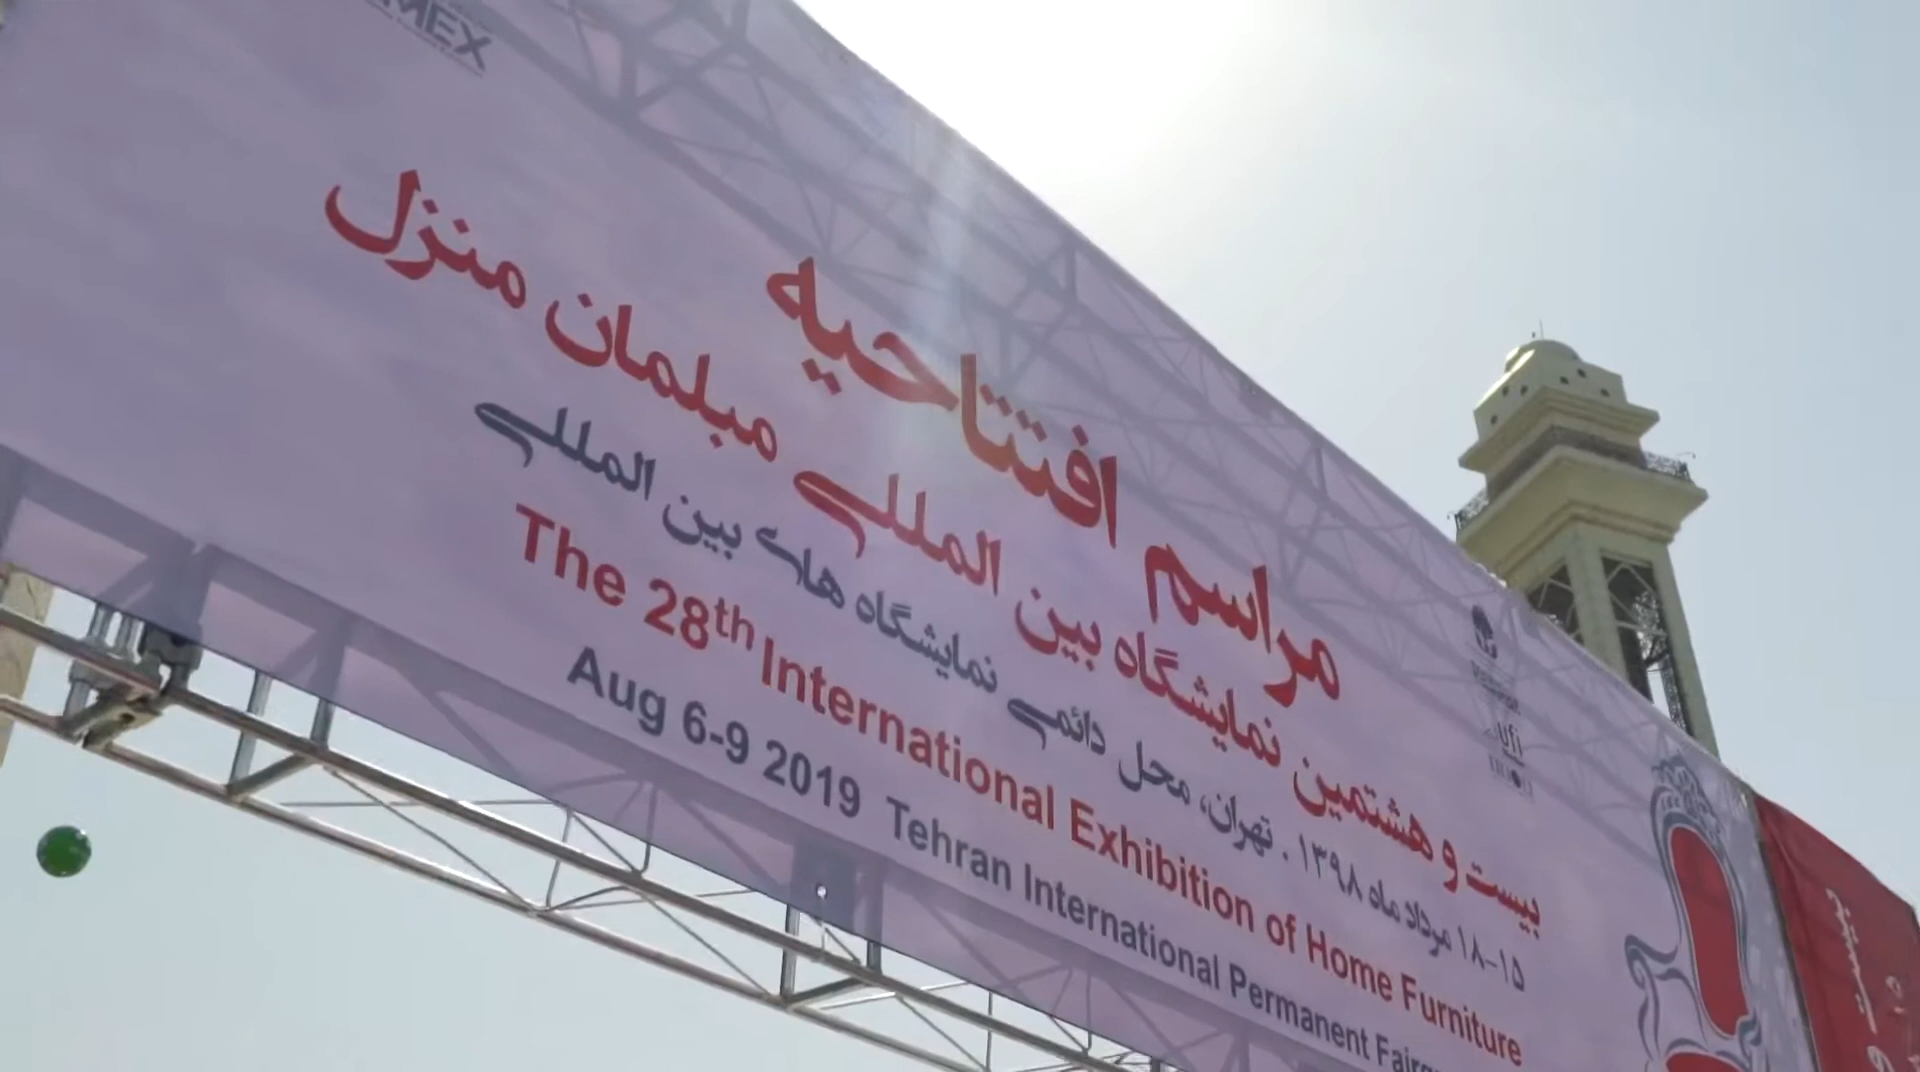 مراسم افتتاحیه
بیست و هشتمین نمایشگاه بین المللی مبلمان منزل
۱۵-۱۸ مرداد ماه ۱۳۹۸ . تهران، محل دائمی نمایشگاه های بین المللی
The 28th International Exhibition of Home Furniture
Aug 6-9 2019 Tehran International Permanent
ufi